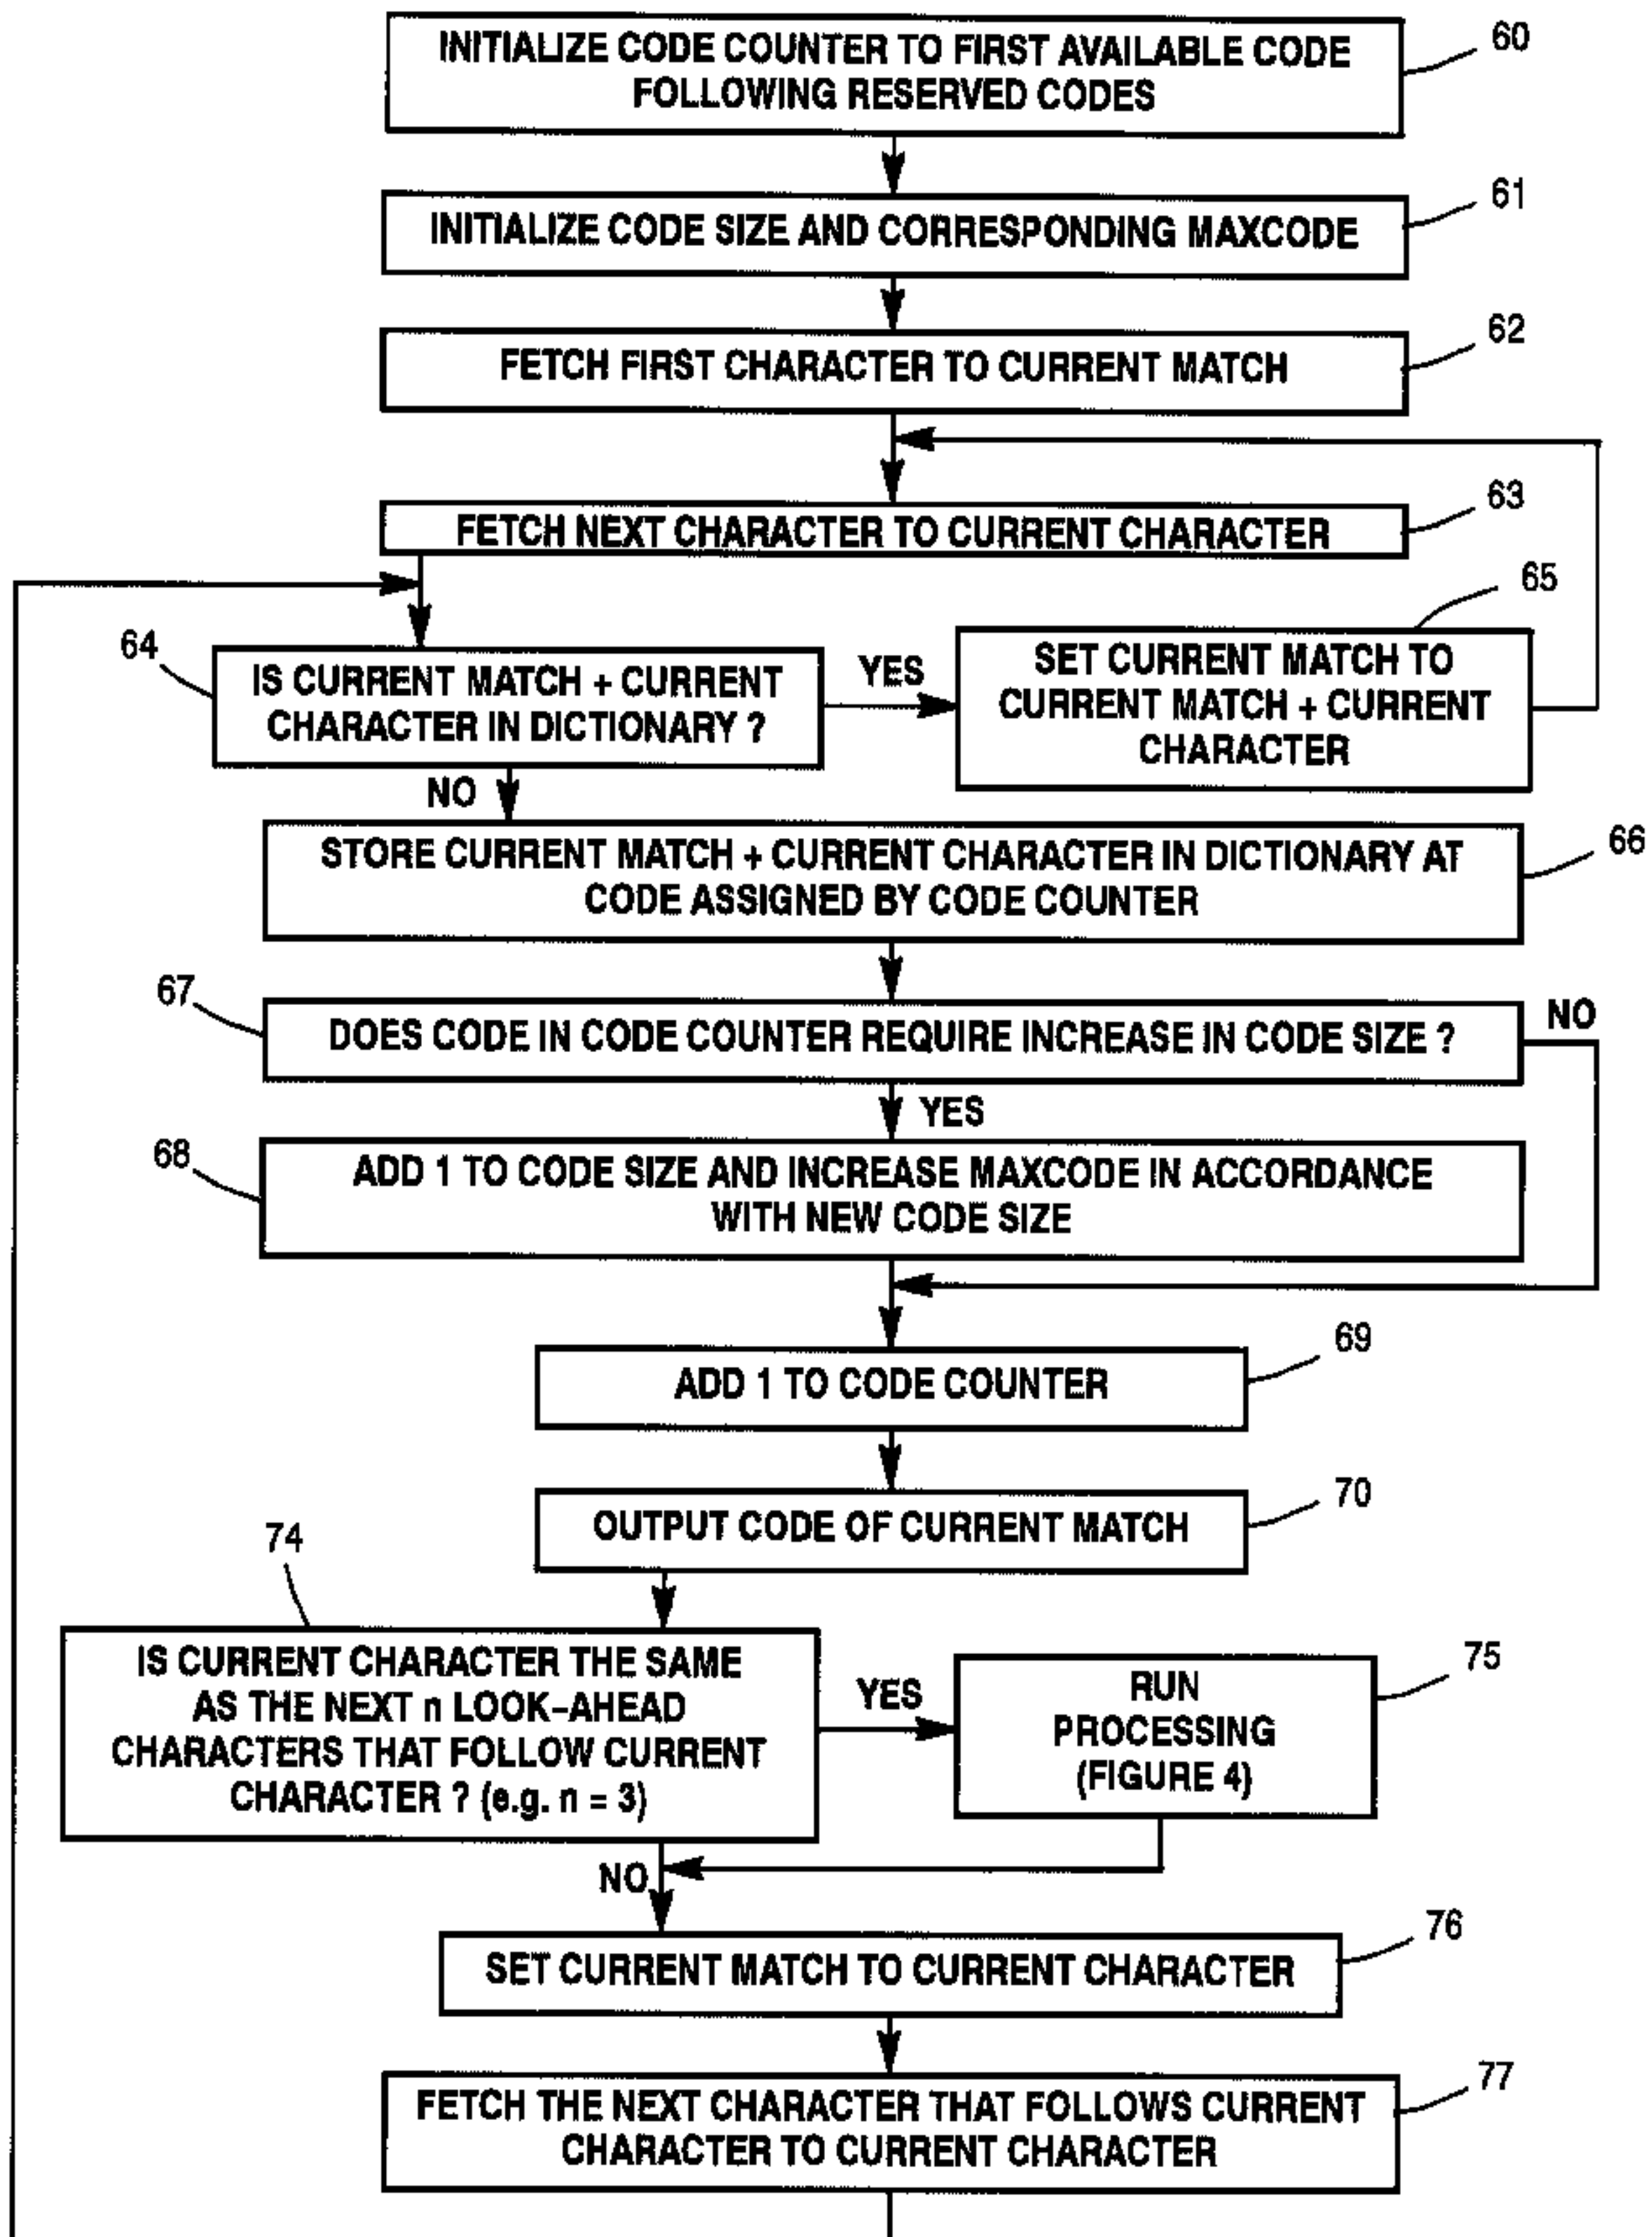 INITIALIZE CODE COUNTER TO FIRST AVAILABLE CODE
FOLLOWING RESERVED CODES
60
INITIALIZE CODE SIZE AND CORRESPONDING MAXCODE
61
FETCH FIRST CHARACTER TO CURRENT MATCH
62
FETCH NEXT CHARACTER TO CURRENT CHARACTER
63
64
IS CURRENT MATCH + CURRENT
CHARACTER IN DICTIONARY ?
YES
65
SET CURRENT MATCH TO
CURRENT MATCH + CURRENT
CHARACTER
NO
STORE CURRENT MATCH + CURRENT CHARACTER IN DICTIONARY AT
CODE ASSIGNED BY CODE COUNTER
66
67
DOES CODE IN CODE COUNTER REQUIRE INCREASE IN CODE SIZE ?
NO
YES
68
ADD 1 TO CODE SIZE AND INCREASE MAXCODE IN ACCORDANCE
WITH NEW CODE SIZE
ADD 1 TO CODE COUNTER
69
OUTPUT CODE OF CURRENT MATCH
70
74
IS CURRENT CHARACTER THE SAME
AS THE NEXT n LOOK-AHEAD
CHARACTERS THAT FOLLOW CURRENT
CHARACTER ? (e.g. n = 3)
YES
RUN
PROCESSING
(FIGURE 4)
75
NO
SET CURRENT MATCH TO CURRENT CHARACTER
76
FETCH THE NEXT CHARACTER THAT FOLLOWS CURRENT
CHARACTER TO CURRENT CHARACTER
77